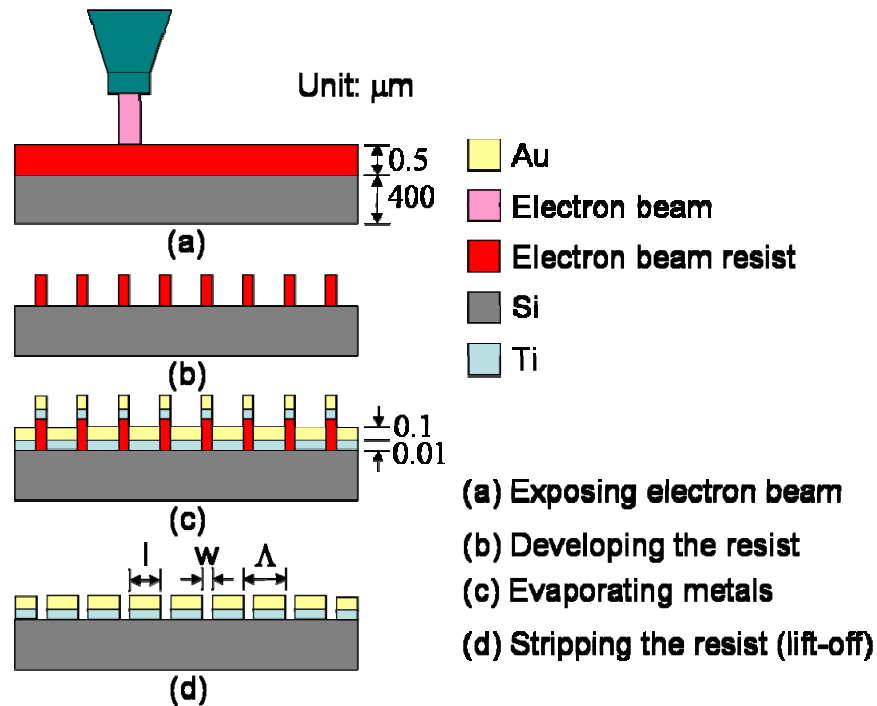 Unit: μm
0.5
400
(a)
(b)
0.1
0.01
(c)
l w Λ
(d)
Au
Electron beam
Electron beam resist
Si
Ti
(a) Exposing electron beam
(b) Developing the resist
(c) Evaporating metals
(d) Stripping the resist (lift-off)